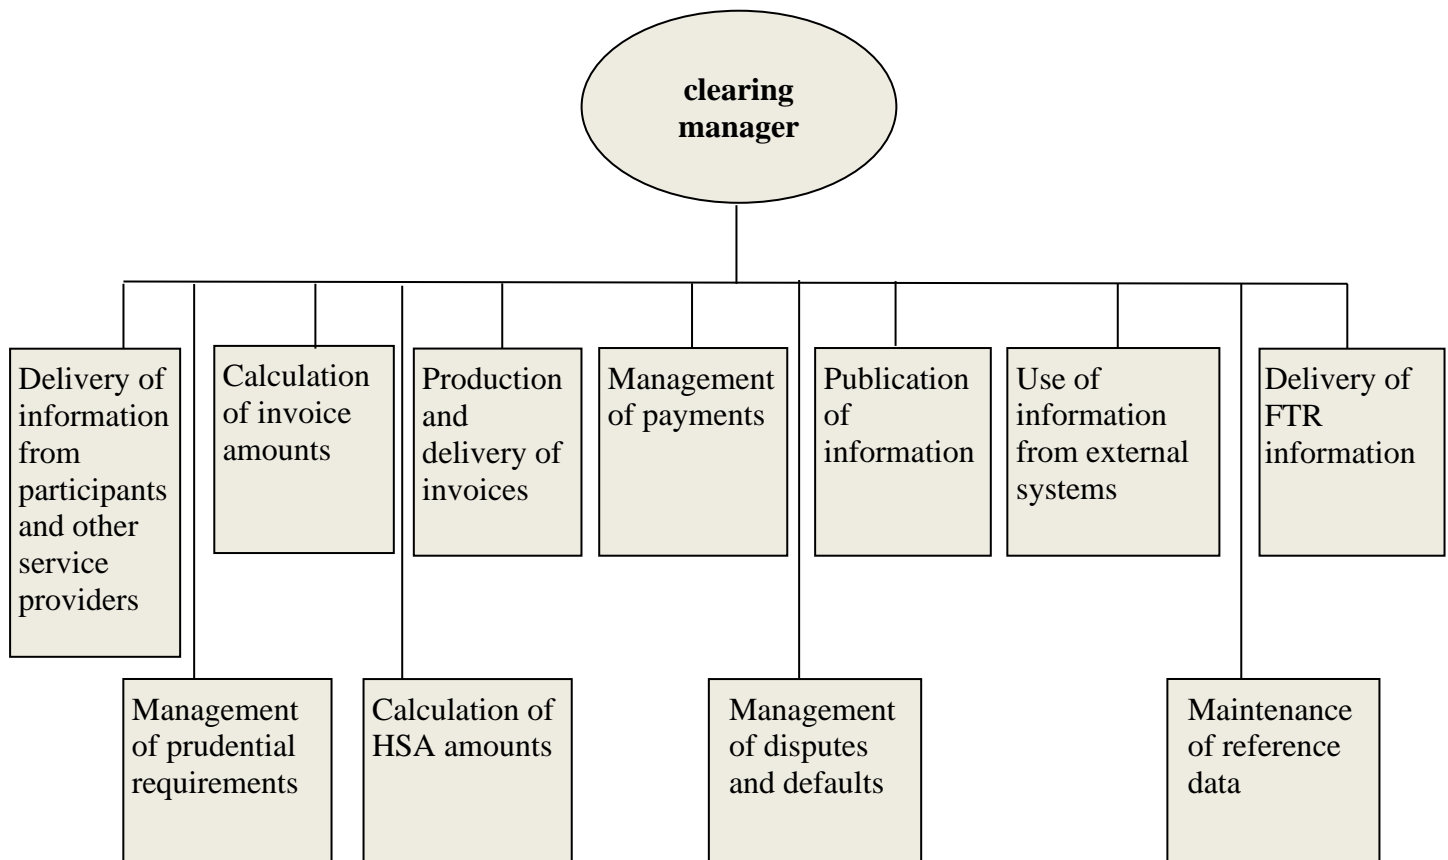 clearing
manager
Delivery of
information
from
participants
and other
service
providers
Calculation
of invoice
amounts
Production
and
delivery of
invoices
Management
of payments
Publication
of
information
Use of
information
from external
systems
Delivery of
FTR
information
Management
of prudential
requirements
Calculation of
HSA amounts
Management
of disputes
and defaults
Maintenance
of reference
data